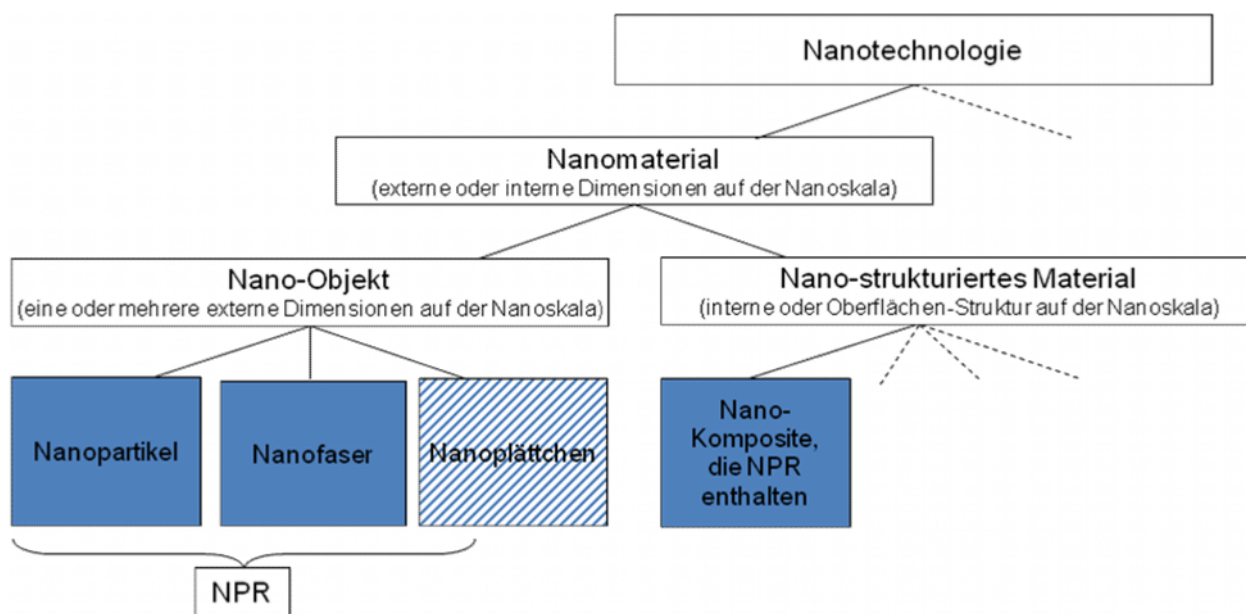 Nanotechnologie
Nanomaterial
(externe oder interne Dimensionen auf der Nanoskala)
Nano-Objekt
(eine oder mehrere externe Dimensionen auf der Nanoskala)
Nano-strukturiertes Material
(interne oder Oberflächen-Struktur auf der Nanoskala)
Nanopartikel
Nanofaser
Nanoplättchen
Nano-
Komposite,
die NPR
enthalten
NPR